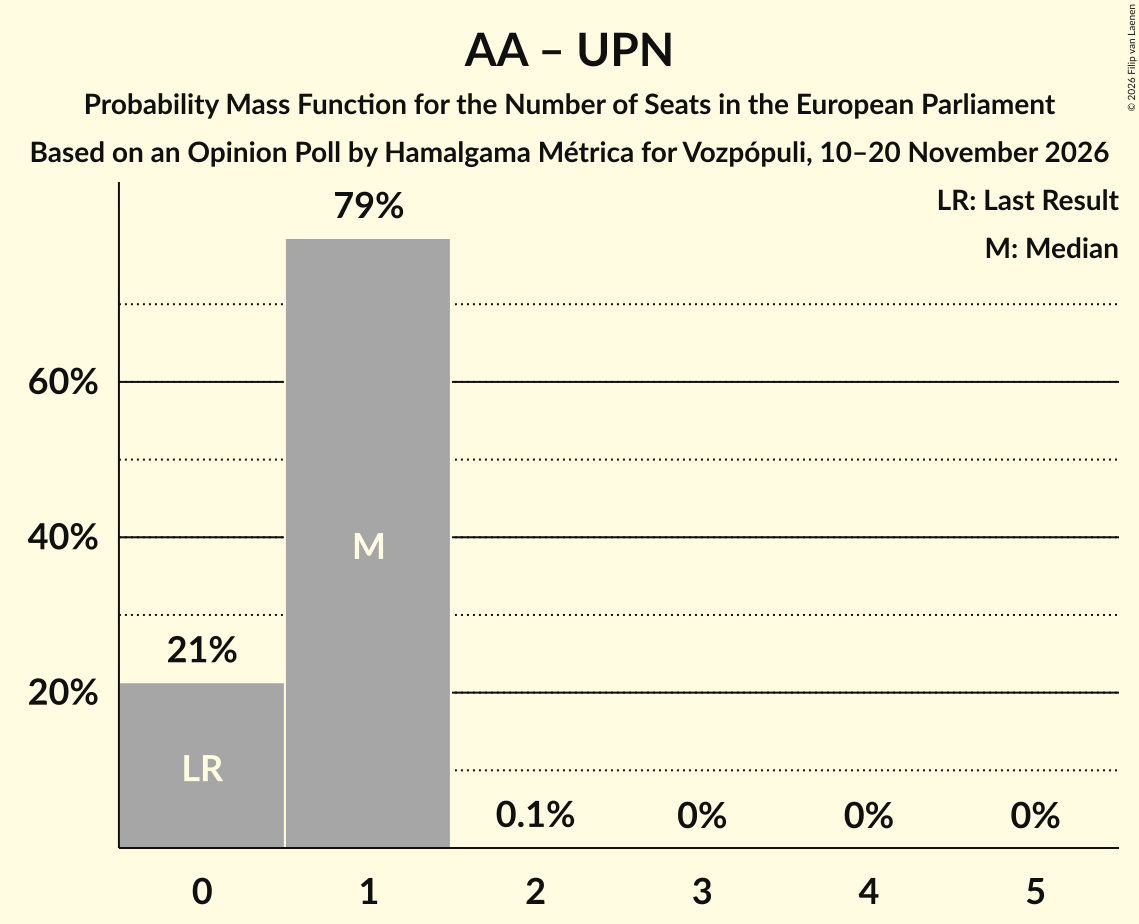 AA – UPN
Probability Mass Function for the Number of Seats in the European Parliament
Based on an Opinion Poll by Hamalgama Métrica for Vozpópuli, 10–20 November 2026
© 2026 Filip van Laenen
LR: Last Result
M: Median
79%
60%
40%
M
21%
20%
LR
0.1%
0%
0%
0%
0
1
2
3
4
5